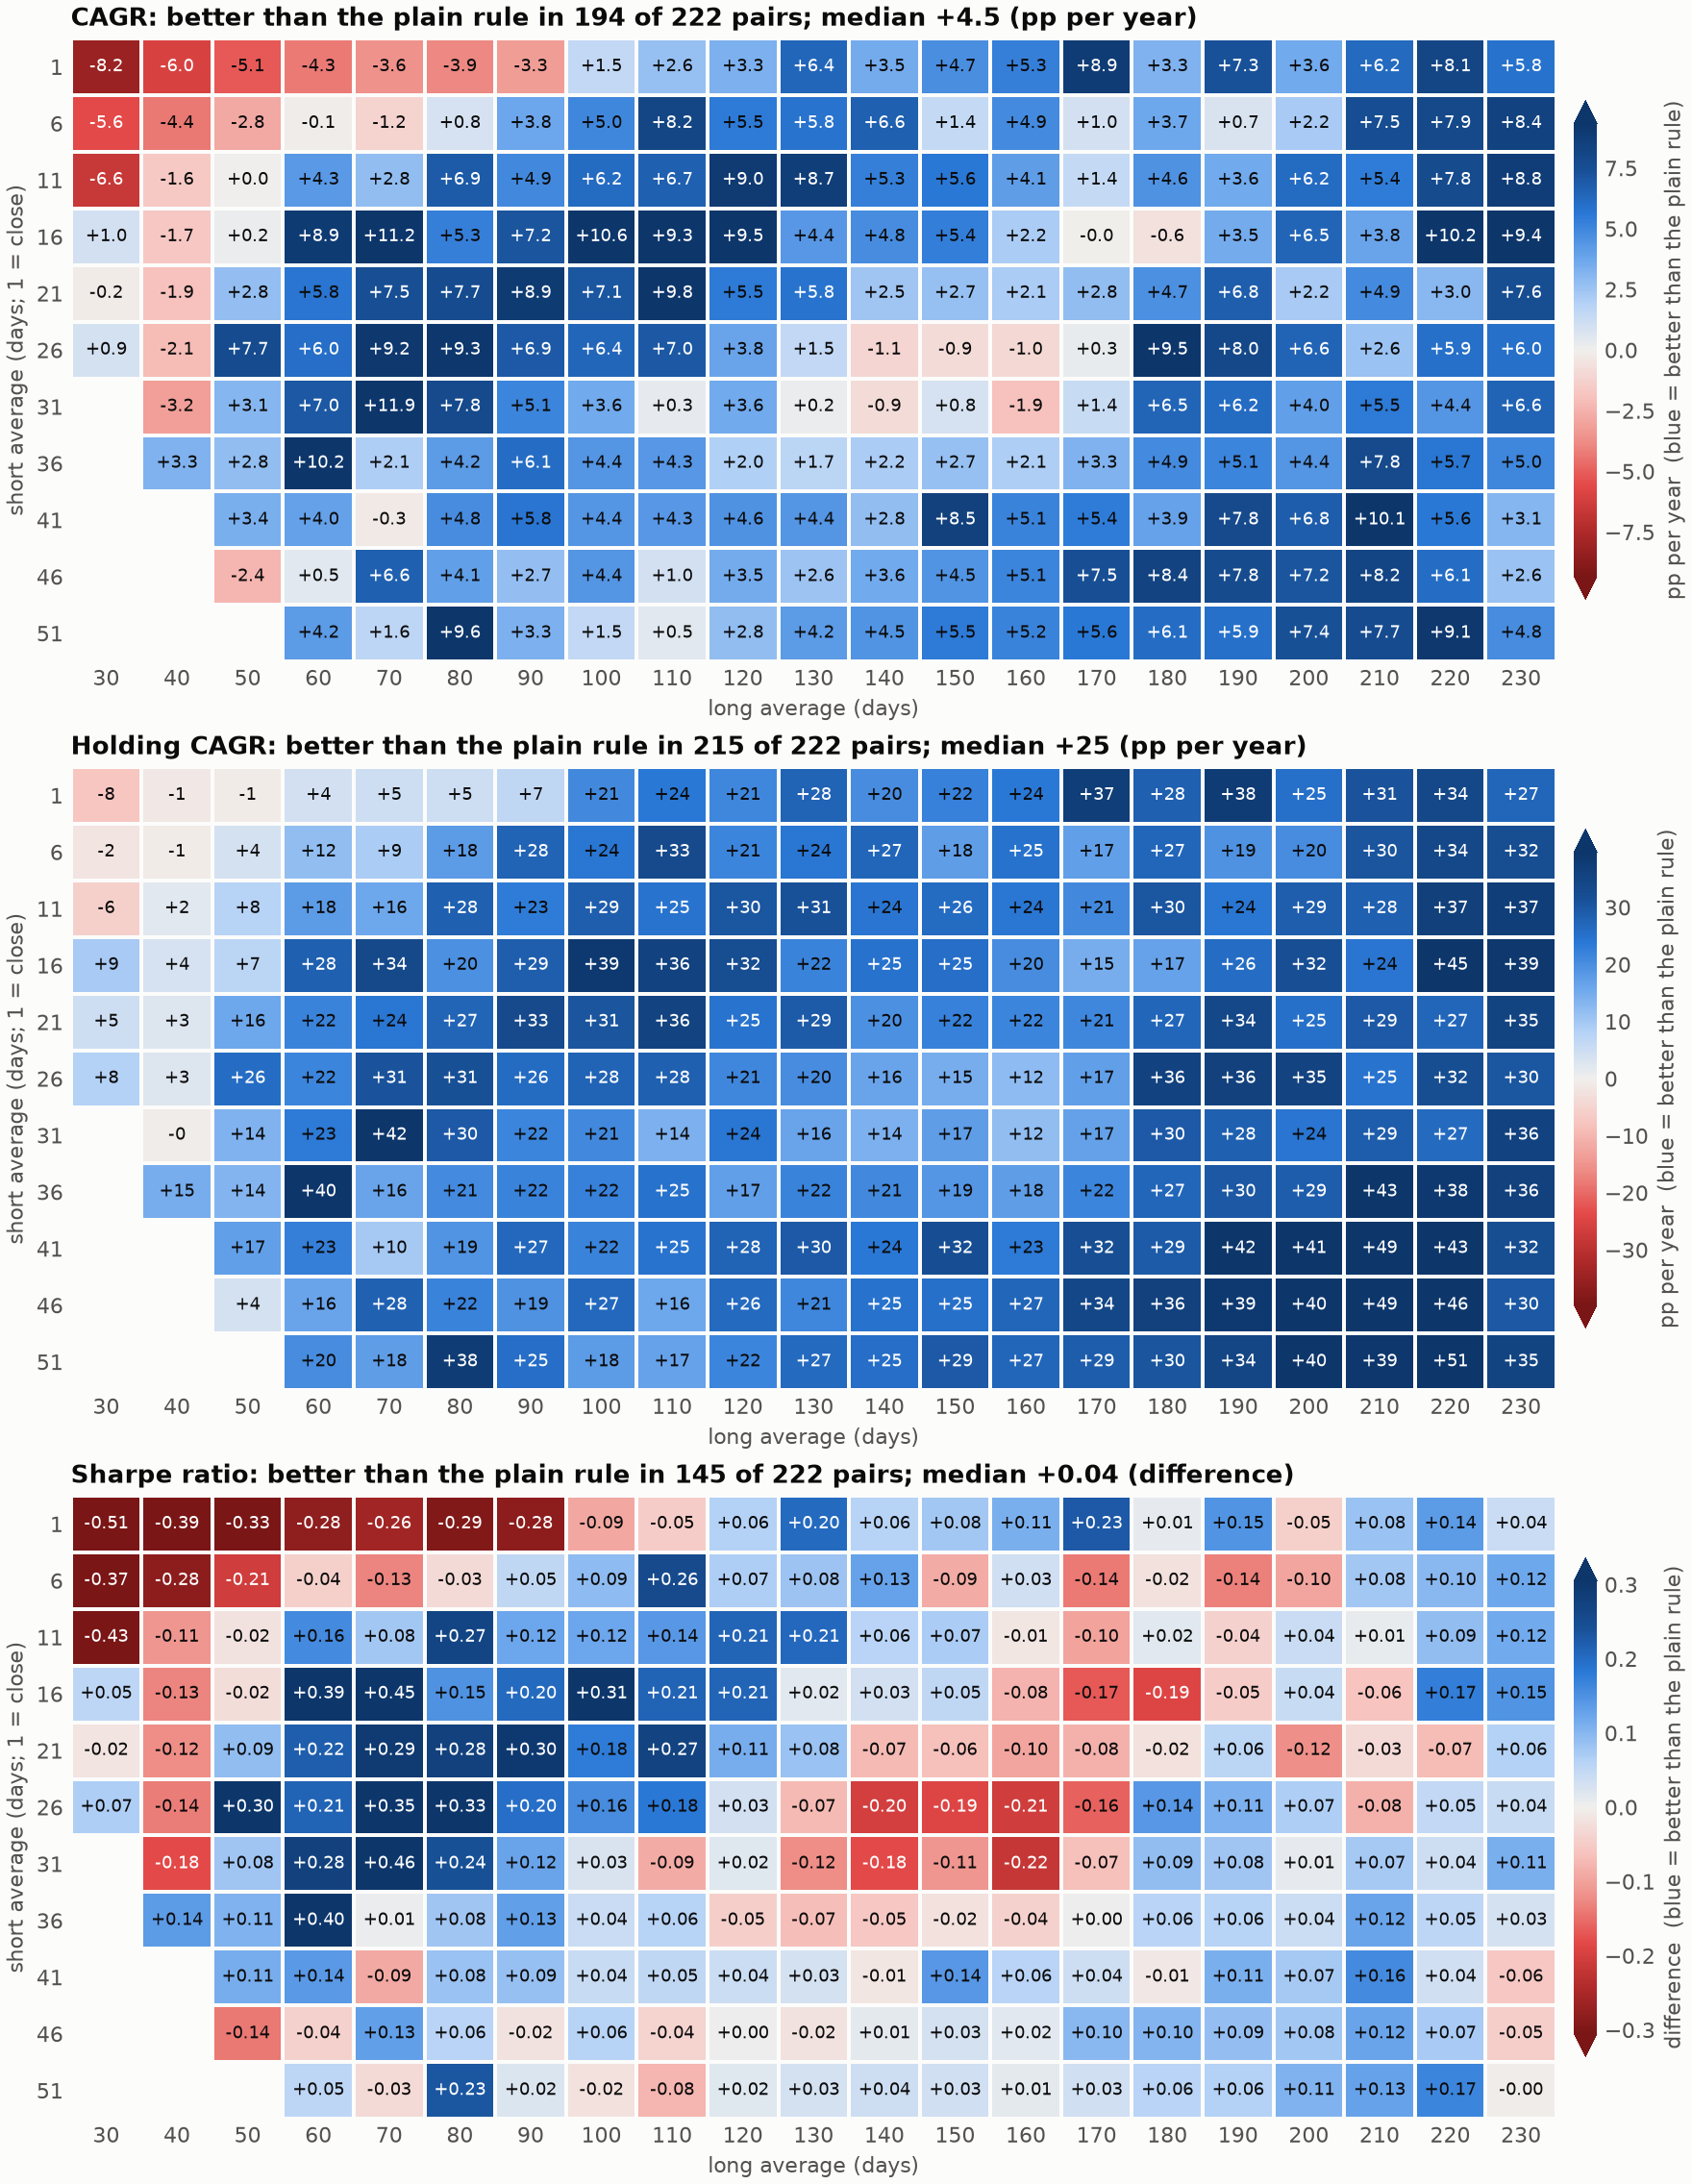 CAGR: better than the plain rule in 194 of 222 pairs; median +4.5 (pp per year)
1 -8.2 -6.0 -5.1 -4.3 -3.6 -3.9 -3.3 +1.5 +2.6 +3.3 +6.4 +3.5 +4.7 +5.3 +8.9 +3.3 +7.3 +3.6 +6.2 +8.1 +5.8
6 -5.6 -4.4 -2.8 -0.1 -1.2 +0.8 +3.8 +5.0 +8.2 +5.5 +5.8 +6.6 +1.4 +4.9 +1.0 +3.7 +0.7 +2.2 +7.5 +7.9 +8.4
11 -6.6 -1.6 +0.0 +4.3 +2.8 +6.9 +4.9 +6.2 +6.7 +9.0 +8.7 +5.3 +5.6 +4.1 +1.4 +4.6 +3.6 +6.2 +5.4 +7.8 +8.8
16 +1.0 -1.7 +0.2 +8.9 +11.2 +5.3 +7.2 +10.6 +9.3 +9.5 +4.4 +4.8 +5.4 +2.2 -0.0 -0.6 +3.5 +6.5 +3.8 +10.2 +9.4
21 -0.2 -1.9 +2.8 +5.8 +7.5 +7.7 +8.9 +7.1 +9.8 +5.5 +5.8 +2.5 +2.7 +2.1 +2.8 +4.7 +6.8 +2.2 +4.9 +3.0 +7.6
26 +0.9 -2.1 +7.7 +6.0 +9.2 +9.3 +6.9 +6.4 +7.0 +3.8 +1.5 -1.1 -0.9 -1.0 +0.3 +9.5 +8.0 +6.6 +2.6 +5.9 +6.0
31 -3.2 +3.1 +7.0 +11.9 +7.8 +5.1 +3.6 +0.3 +3.6 +0.2 -0.9 +0.8 -1.9 +1.4 +6.5 +6.2 +4.0 +5.5 +4.4 +6.6
36 +3.3 +2.8 +10.2 +2.1 +4.2 +6.1 +4.4 +4.3 +2.0 +1.7 +2.2 +2.7 +2.1 +3.3 +4.9 +5.1 +4.4 +7.8 +5.7 +5.0
41 +3.4 +4.0 -0.3 +4.8 +5.8 +4.4 +4.3 +4.6 +4.4 +2.8 +8.5 +5.1 +5.4 +3.9 +7.8 +6.8 +10.1 +5.6 +3.1
46 -2.4 +0.5 +6.6 +4.1 +2.7 +4.4 +1.0 +3.5 +2.6 +3.6 +4.5 +5.1 +7.5 +8.4 +7.8 +7.2 +8.2 +6.1 +2.6
51 +4.2 +1.6 +9.6 +3.3 +1.5 +0.5 +2.8 +4.2 +4.5 +5.5 +5.2 +5.6 +6.1 +5.9 +7.4 +7.7 +9.1 +4.8
30 40 50 60 70 80 90 100 110 120 130 140 150 160 170 180 190 200 210 220 230
long average (days)
short average (days; 1 = close)
7.5
5.0
2.5
0.0
−2.5
−5.0
−7.5
pp per year (blue = better than the plain rule)
Holding CAGR: better than the plain rule in 215 of 222 pairs; median +25 (pp per year)
1 -8 -1 -1 +4 +5 +5 +7 +21 +24 +21 +28 +20 +22 +24 +37 +28 +38 +25 +31 +34 +27
6 -2 -1 +4 +12 +9 +18 +28 +24 +33 +21 +24 +27 +18 +25 +17 +27 +19 +20 +30 +34 +32
11 -6 +2 +8 +18 +16 +28 +23 +29 +25 +30 +31 +24 +26 +24 +21 +30 +24 +29 +28 +37 +37
16 +9 +4 +7 +28 +34 +20 +29 +39 +36 +32 +22 +25 +25 +20 +15 +17 +26 +32 +24 +45 +39
21 +5 +3 +16 +22 +24 +27 +33 +31 +36 +25 +29 +20 +22 +22 +21 +27 +34 +25 +29 +27 +35
26 +8 +3 +26 +22 +31 +31 +26 +28 +28 +21 +20 +16 +15 +12 +17 +36 +36 +35 +25 +32 +30
31 -0 +14 +23 +42 +30 +22 +21 +14 +24 +16 +14 +17 +12 +17 +30 +28 +24 +29 +27 +36
36 +15 +14 +40 +16 +21 +22 +22 +25 +17 +22 +21 +19 +18 +22 +27 +30 +29 +43 +38 +36
41 +17 +23 +10 +19 +27 +22 +25 +28 +30 +24 +32 +23 +32 +29 +42 +41 +49 +43 +32
46 +4 +16 +28 +22 +19 +27 +16 +26 +21 +25 +25 +27 +34 +36 +39 +40 +49 +46 +30
51 +20 +18 +38 +25 +18 +17 +22 +27 +25 +29 +27 +29 +30 +34 +40 +39 +51 +35
30 40 50 60 70 80 90 100 110 120 130 140 150 160 170 180 190 200 210 220 230
long average (days)
short average (days; 1 = close)
30
20
10
0
−10
−20
−30
pp per year (blue = better than the plain rule)
Sharpe ratio: better than the plain rule in 145 of 222 pairs; median +0.04 (difference)
1 -0.51 -0.39 -0.33 -0.28 -0.26 -0.29 -0.28 -0.09 -0.05 +0.06 +0.20 +0.06 +0.08 +0.11 +0.23 +0.01 +0.15 -0.05 +0.08 +0.14 +0.04
6 -0.37 -0.28 -0.21 -0.04 -0.13 -0.03 +0.05 +0.09 +0.26 +0.07 +0.08 +0.13 -0.09 +0.03 -0.14 -0.02 -0.14 -0.10 +0.08 +0.10 +0.12
11 -0.43 -0.11 -0.02 +0.16 +0.08 +0.27 +0.12 +0.12 +0.14 +0.21 +0.21 +0.06 +0.07 -0.01 -0.10 +0.02 -0.04 +0.04 +0.01 +0.09 +0.12
16 +0.05 -0.13 -0.02 +0.39 +0.45 +0.15 +0.20 +0.31 +0.21 +0.21 +0.02 +0.03 +0.05 -0.08 -0.17 -0.19 -0.05 +0.04 -0.06 +0.17 +0.15
21 -0.02 -0.12 +0.09 +0.22 +0.29 +0.28 +0.30 +0.18 +0.27 +0.11 +0.08 -0.07 -0.06 -0.10 -0.08 -0.02 +0.06 -0.12 -0.03 -0.07 +0.06
26 +0.07 -0.14 +0.30 +0.21 +0.35 +0.33 +0.20 +0.16 +0.18 +0.03 -0.07 -0.20 -0.19 -0.21 -0.16 +0.14 +0.11 +0.07 -0.08 +0.05 +0.04
31 -0.18 +0.08 +0.28 +0.46 +0.24 +0.12 +0.03 -0.09 +0.02 -0.12 -0.18 -0.11 -0.22 -0.07 +0.09 +0.08 +0.01 +0.07 +0.04 +0.11
36 +0.14 +0.11 +0.40 +0.01 +0.08 +0.13 +0.04 +0.06 -0.05 -0.07 -0.05 -0.02 -0.04 +0.00 +0.06 +0.06 +0.04 +0.12 +0.05 +0.03
41 +0.11 +0.14 -0.09 +0.08 +0.09 +0.04 +0.05 +0.04 +0.03 -0.01 +0.14 +0.06 +0.04 -0.01 +0.11 +0.07 +0.16 +0.04 -0.06
46 -0.14 -0.04 +0.13 +0.06 -0.02 +0.06 -0.04 +0.00 -0.02 +0.01 +0.03 +0.02 +0.10 +0.10 +0.09 +0.08 +0.12 +0.07 -0.05
51 +0.05 -0.03 +0.23 +0.02 -0.02 -0.08 +0.02 +0.03 +0.04 +0.03 +0.01 +0.03 +0.06 +0.06 +0.11 +0.13 +0.17 -0.00
30 40 50 60 70 80 90 100 110 120 130 140 150 160 170 180 190 200 210 220 230
long average (days)
short average (days; 1 = close)
0.3
0.2
0.1
0.0
−0.1
−0.2
−0.3
difference (blue = better than the plain rule)